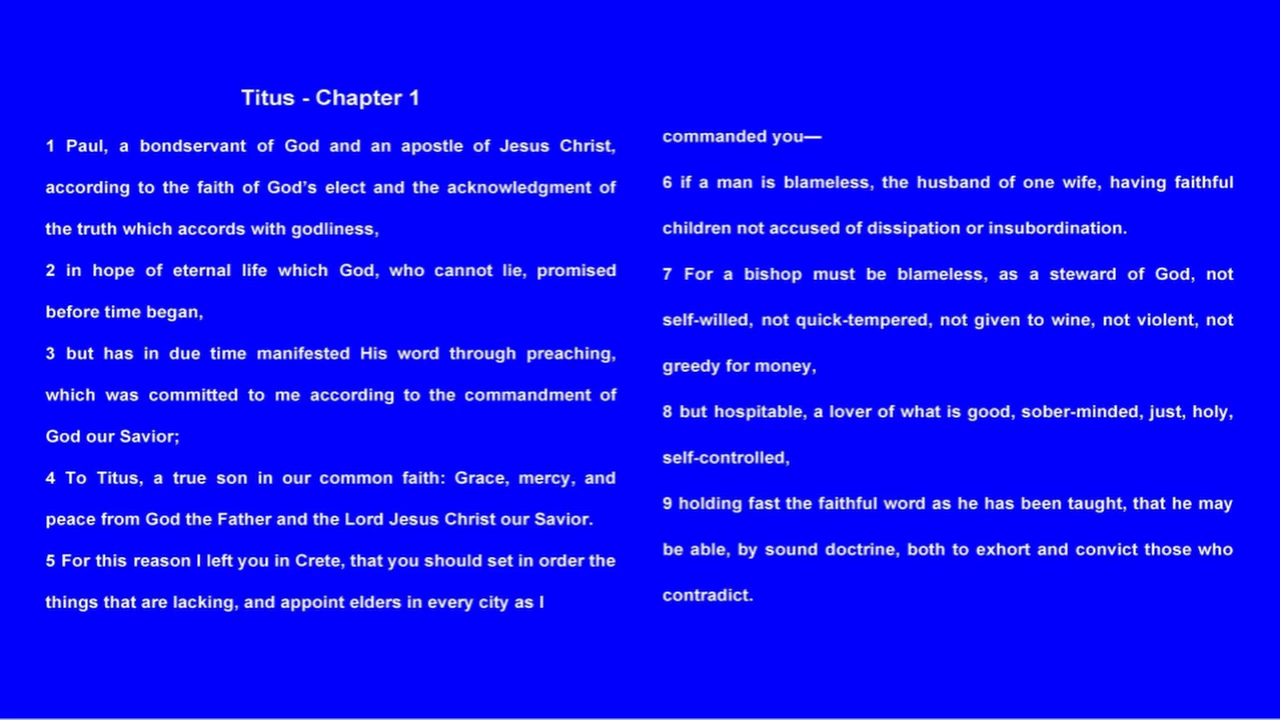 Titus - Chapter 1
1 Paul, a bondservant of God and an apostle of Jesus Christ,
according to the faith of God’s elect and the acknowledgment of
the truth which accords with godliness,
2 in hope of eternal life which God, who cannot lie, promised
before time began,
3 but has in due time manifested His word through preaching,
which was committed to me according to the commandment of
God our Savior;
4 To Titus, a true son in our common faith: Grace, mercy, and
peace from God the Father and the Lord Jesus Christ our Savior.
5 For this reason I left you in Crete, that you should set in order the
things that are lacking, and appoint elders in every city as I
commanded you—
6 if a man is blameless, the husband of one wife, having faithful
children not accused of dissipation or insubordination.
7 For a bishop must be blameless, as a steward of God, not
self-willed, not quick-tempered, not given to wine, not violent, not
greedy for money,
8 but hospitable, a lover of what is good, sober-minded, just, holy,
self-controlled,
9 holding fast the faithful word as he has been taught, that he may
be able, by sound doctrine, both to exhort and convict those who
contradict.